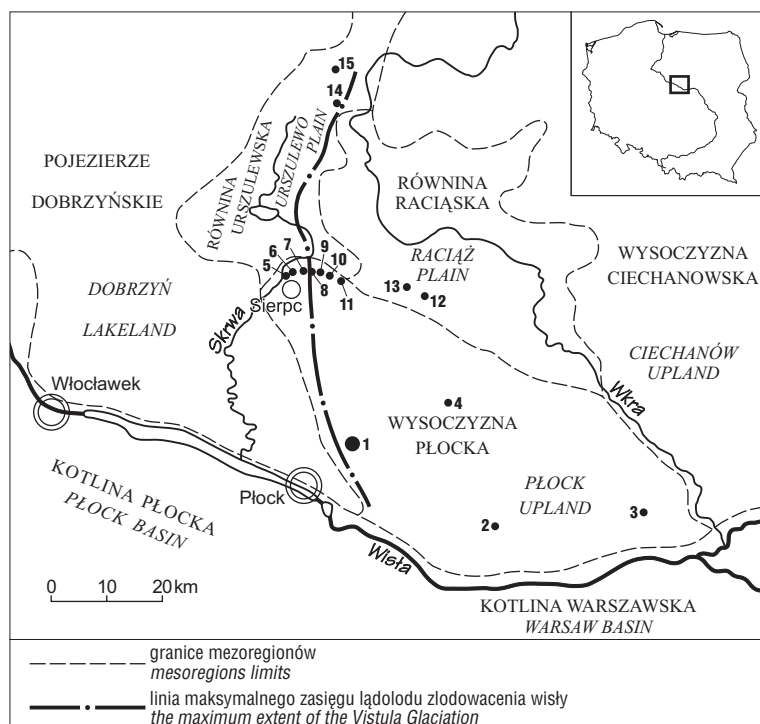 15
14
POJEZIERZE
DOBRZYŃSKIE
RÓWNINA
URSZULEWSKA
URSZULEWÓ
PLAIN
RÓWNINA
RACIĄSKA
RACIĄŻ
PLAIN
WYSOCZYZNA
CIECHANOWSKA
5
6
7
9
10
8
11
13
12
Sierpc
DOBRZYŃ
LAKELAND
Skrwa
CIECHANÓW
UPLAND
Wkra
Włocławek
4
WYSOCZYZNA
PŁOCKA
1
KOTLINA PŁOCKA
PŁOCK BASIN
Płock
PŁOCK
UPLAND
2
3
Wisła
0 10 20 km
KOTLINA WARSZAWSKA
WARSAW BASIN
granice mezoregionów
mesoregions limits
linia maksymalnego zasięgu lądolodu zlodowacenia wisły
the maximum extent of the Vistula Glaciation